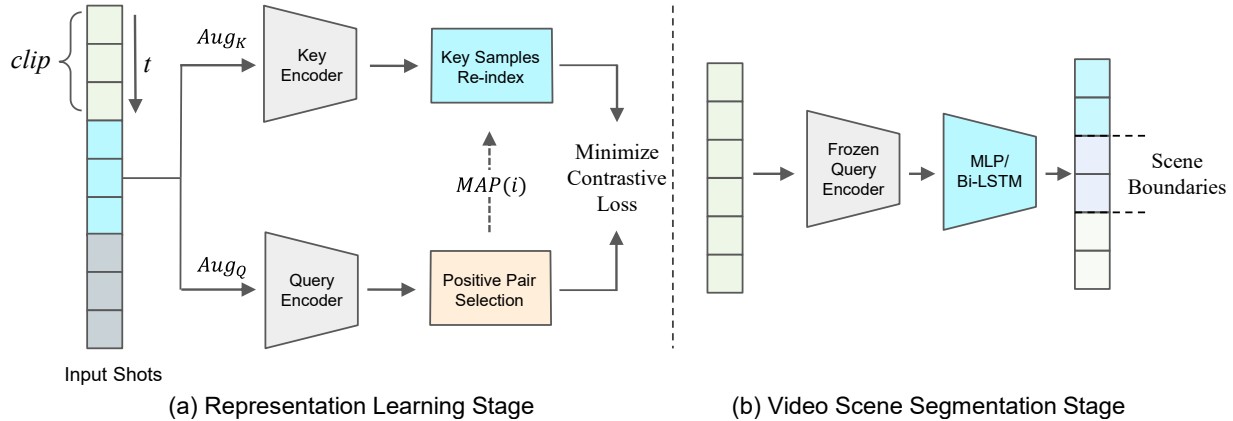 clip
t
Aug_K
Key
Encoder
Key Samples
Re-index
Minimize
Contrastive
Loss
MAP(i)
Aug_Q
Query
Encoder
Positive Pair
Selection
Input Shots
(a) Representation Learning Stage
Frozen
Query
Encoder
MLP/
Bi-LSTM
Scene
Boundaries
(b) Video Scene Segmentation Stage